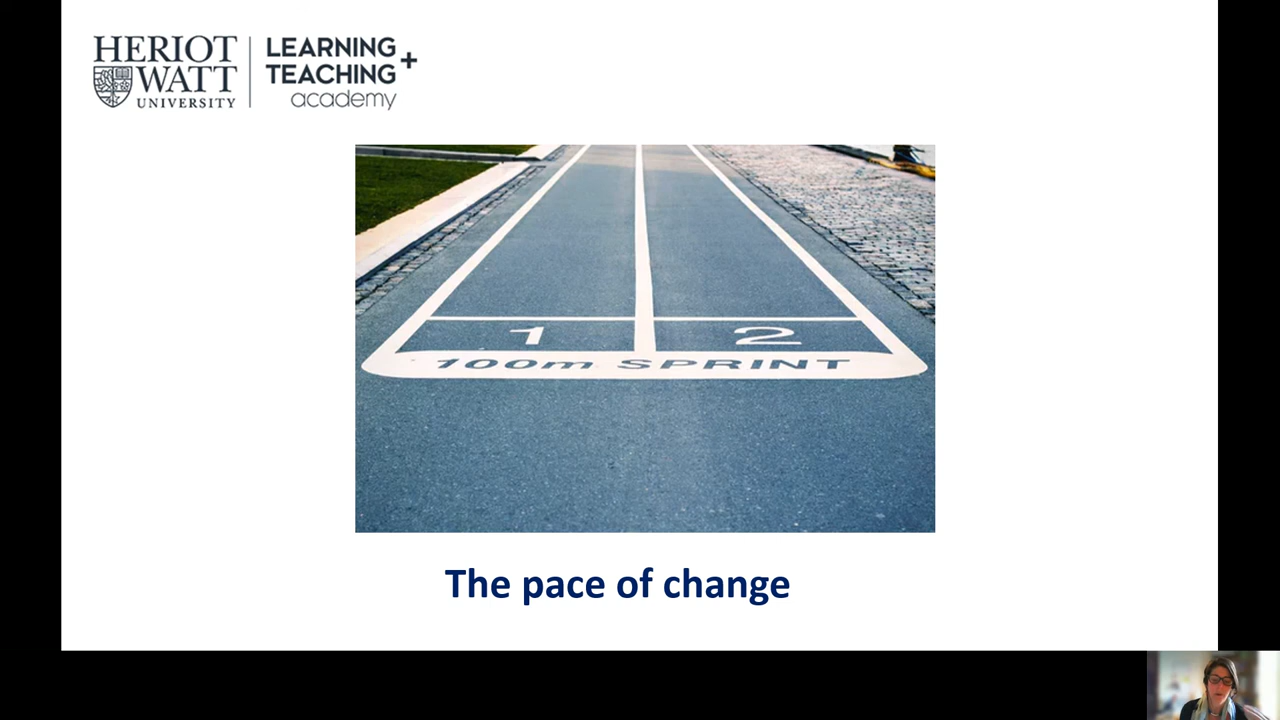 HERIOT
WATT
UNIVERSITY
LEARNING
TEACHING+
academy
1
2
100m SPRINT
The pace of change